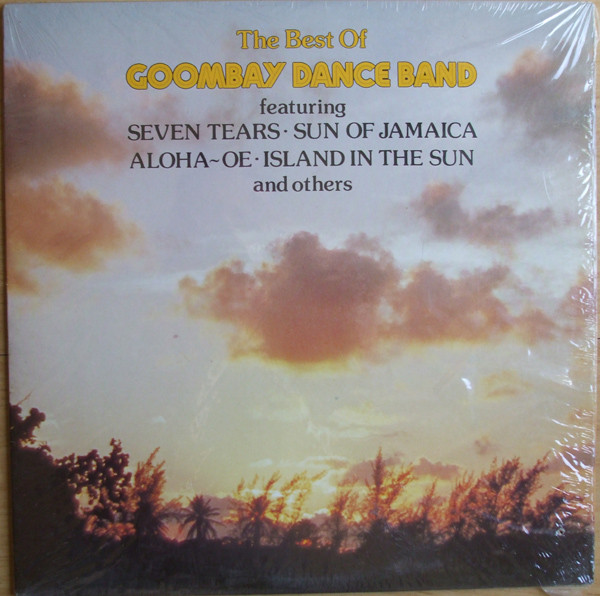 The Best Of
GOOMBAY DANCE BAND
featuring
SEVEN TEARS · SUN OF JAMAICA
ALOHA~OE · ISLAND IN THE SUN
and others